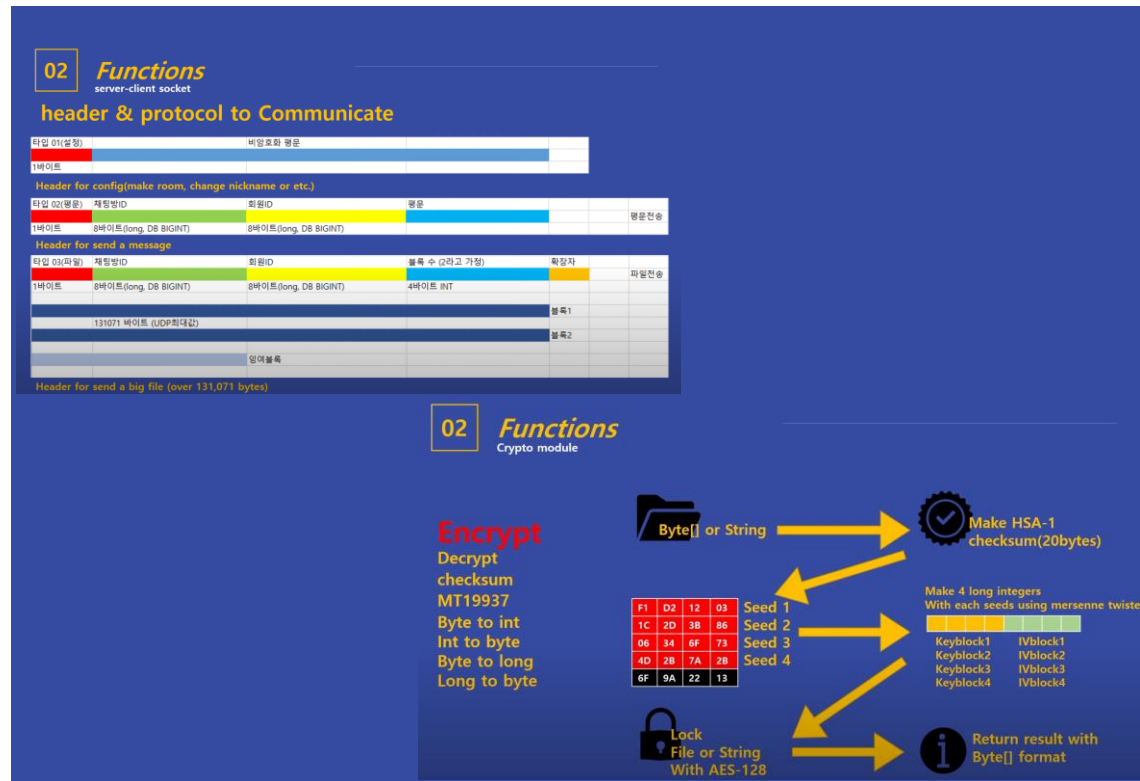 02
Functions
server-client socket
header & protocol to Communicate
타입 01(설정) 비암호화 평문
1바이트
Header for config(make room, change nickname or etc.)
타입 02(평문) 채팅방ID 회원ID 평문
평문전송
1바이트 8바이트(long, DB BIGINT) 8바이트(long, DB BIGINT)
Header for send a message
타입 03(파일) 채팅방ID 회원ID 블록 수 (2라고 가정) 확장자
파일전송
1바이트 8바이트(long, DB BIGINT) 8바이트(long, DB BIGINT) 4바이트 INT
블록1
131071 바이트 (UDP최대값)
블록2
잉여블록
Header for send a big file (over 131,071 bytes)
02
Functions
Crypto module
Encrypt
Decrypt
checksum
MT19937
Byte to int
Int to byte
Byte to long
Long to byte
Byte[] or String
Make HSA-1
checksum(20bytes)
F1 D2 12 03 Seed 1
1C 2D 3B 86 Seed 2
06 34 6F 73 Seed 3
4D 2B 7A 2B Seed 4
6F 9A 22 13
Make 4 long integers
With each seeds using mersenne twiste
Keyblock1 IVblock1
Keyblock2 IVblock2
Keyblock3 IVblock3
Keyblock4 IVblock4
Lock
File or String
With AES-128
Return result with
Byte[] format